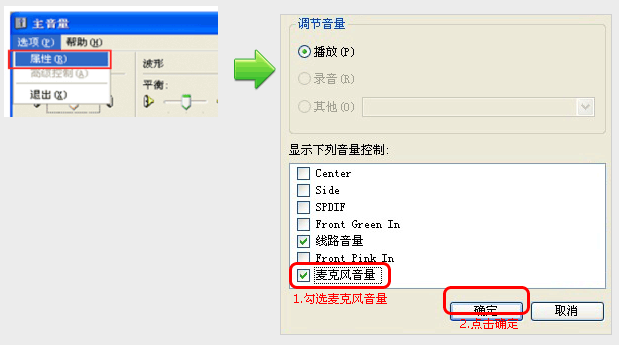 主音量
选项(P) 帮助(H)
属性(R)
高级控制(A)
退出(X)
波形
平衡:
调节音量
播放(P)
录音(R)
其他(O)
显示下列音量控制:
Center
Side
SPDIF
Front Green In
线路音量
Front Pink In
麦克风音量
1.勾选麦克风音量
确定 取消
2.点击确定